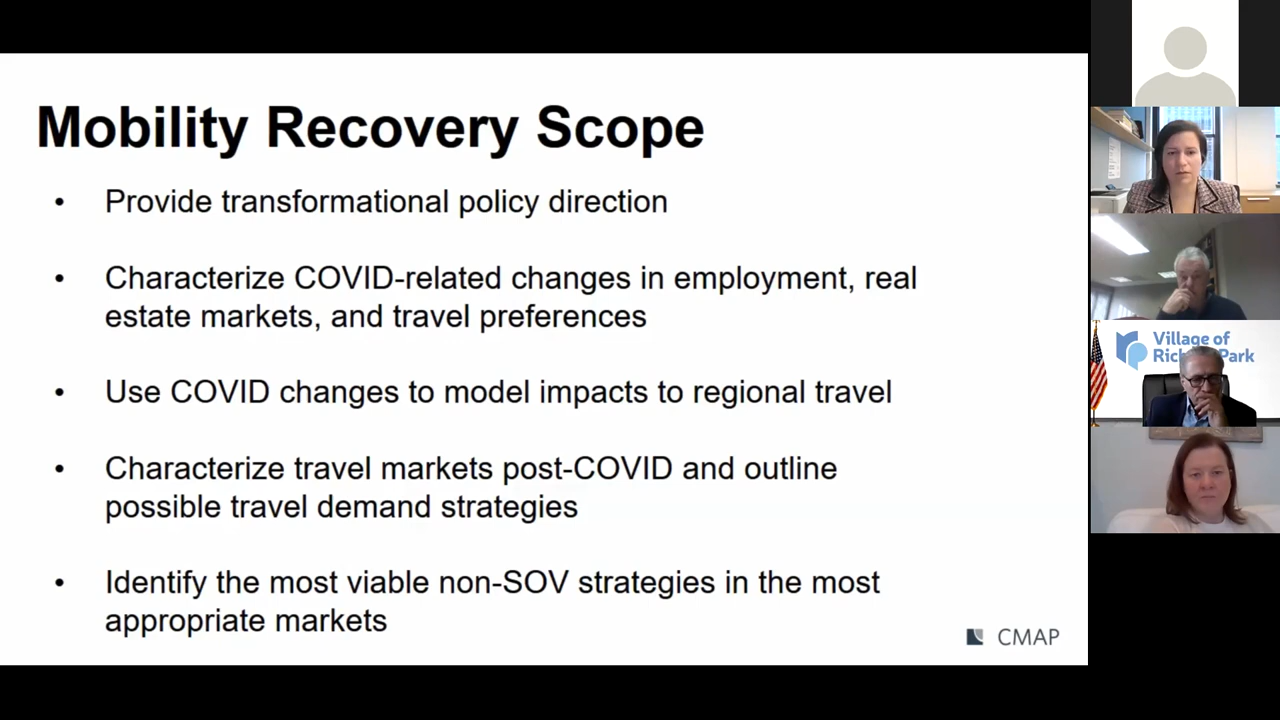 Mobility Recovery Scope
• Provide transformational policy direction
• Characterize COVID-related changes in employment, real
estate markets, and travel preferences
• Use COVID changes to model impacts to regional travel
• Characterize travel markets post-COVID and outline
possible travel demand strategies
• Identify the most viable non-SOV strategies in the most
appropriate markets
CMAP
Village of
Park